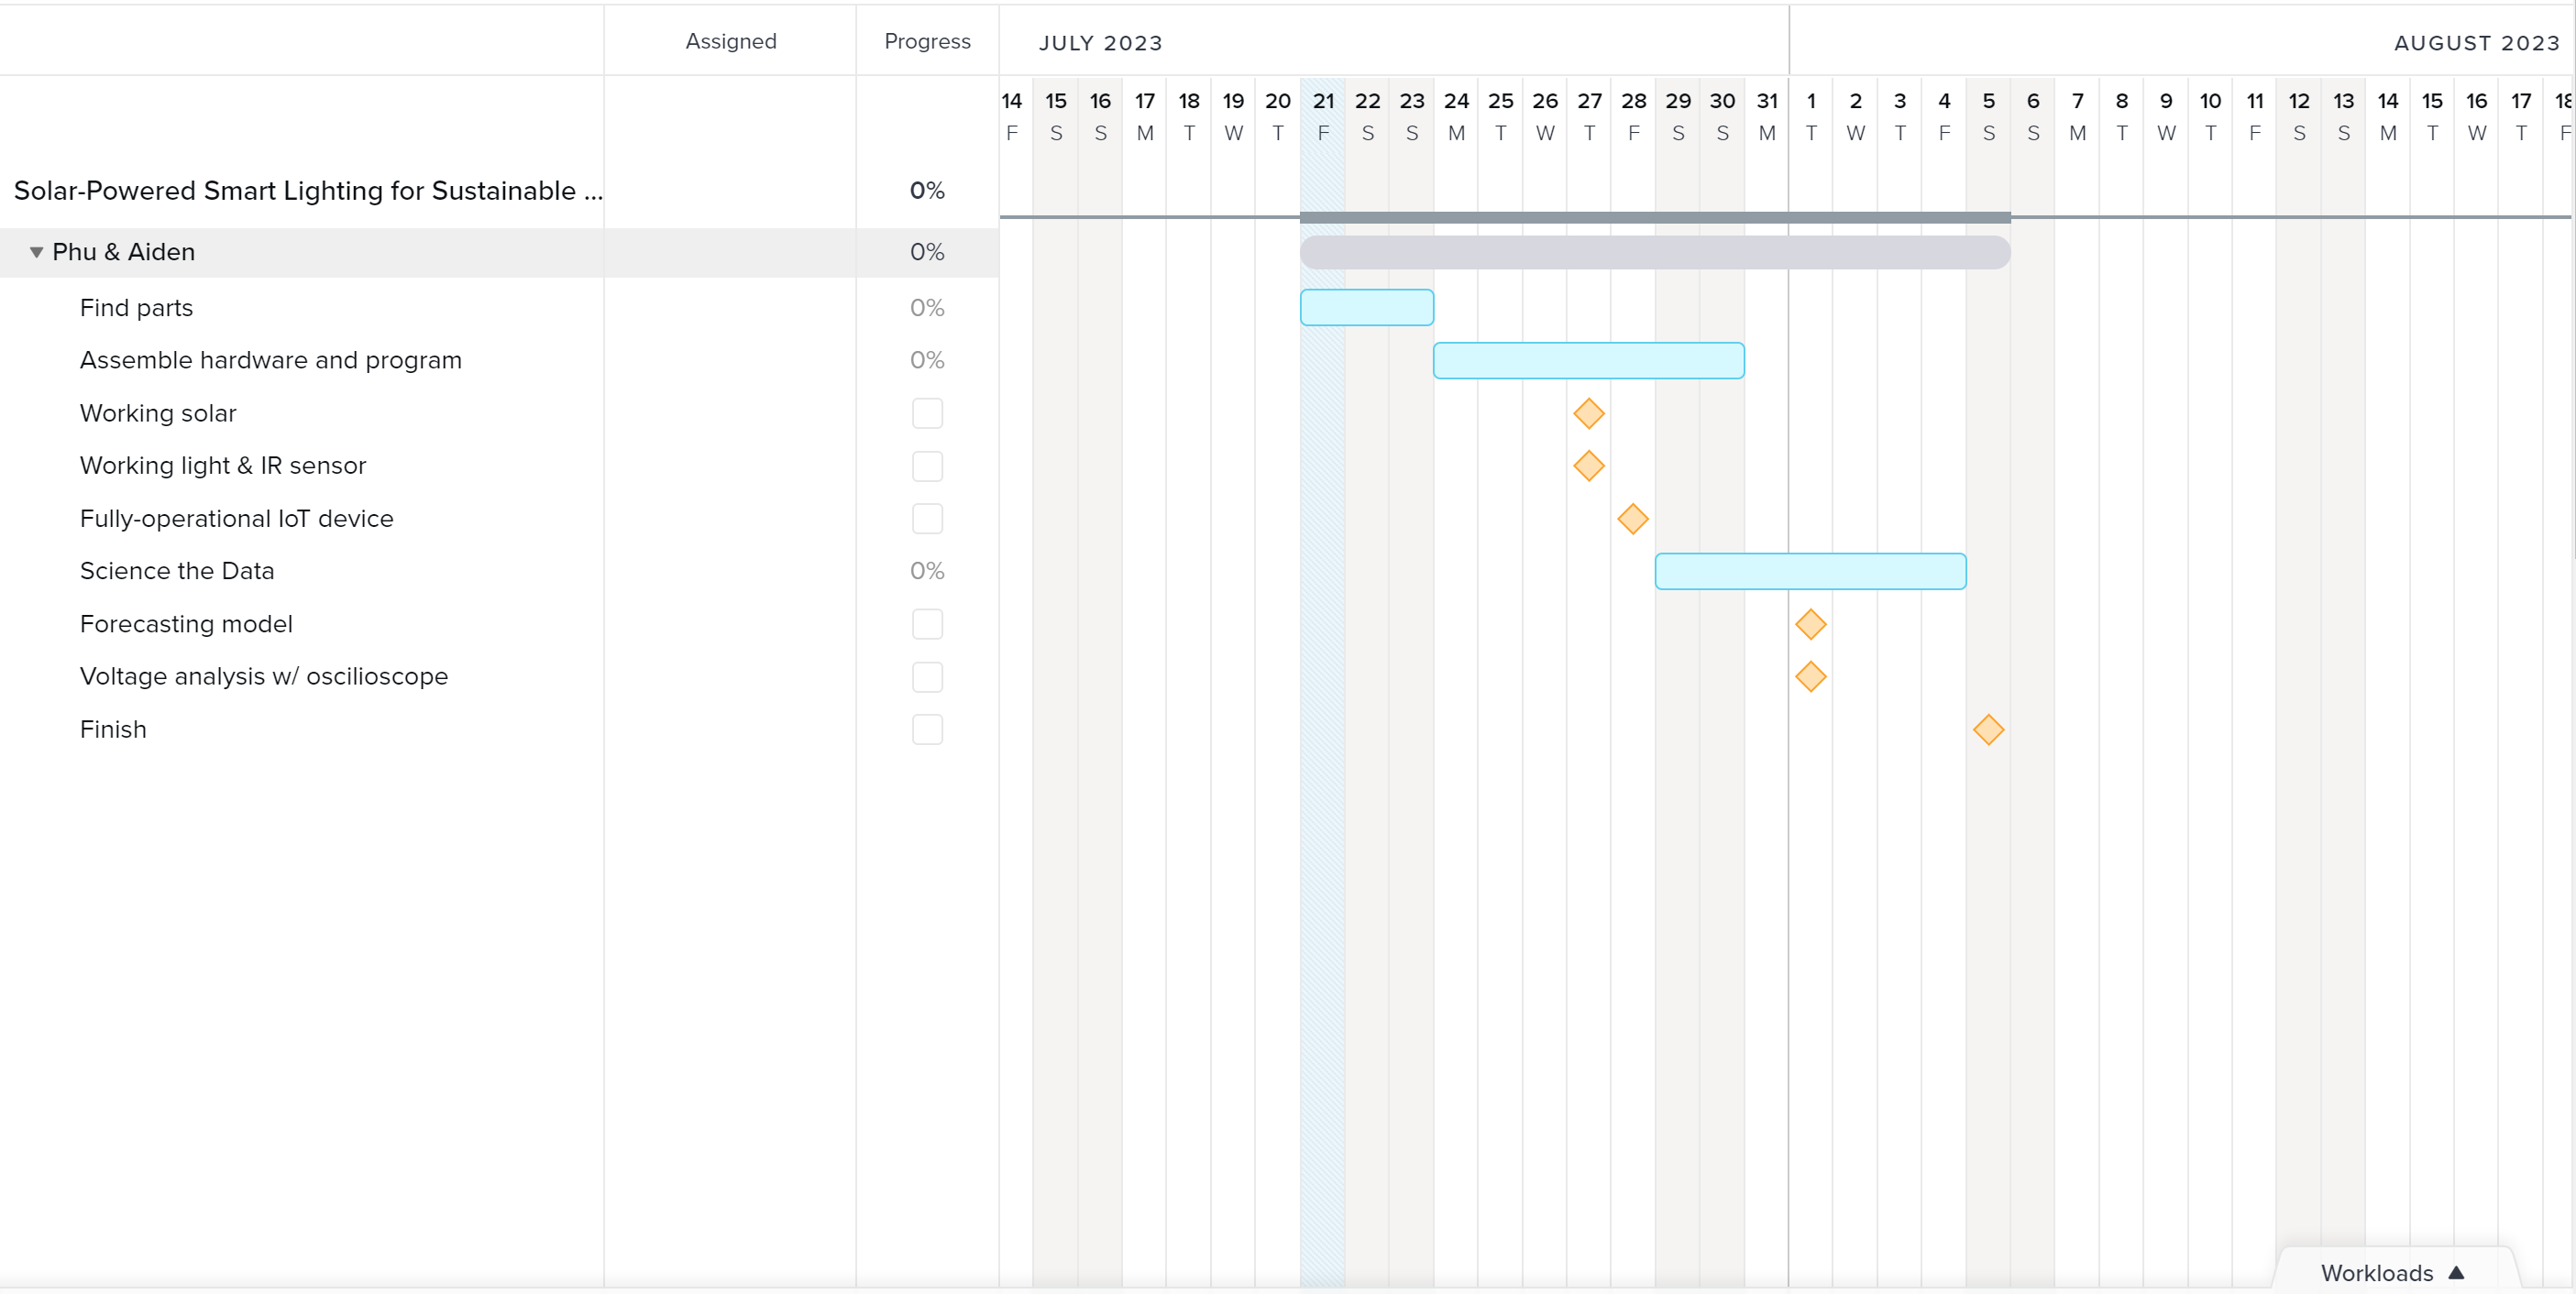 Assigned Progress JULY 2023 AUGUST 2023
14 15 16 17 18 19 20 21 22 23 24 25 26 27 28 29 30 31 1 2 3 4 5 6 7 8 9 10 11 12 13 14 15 16 17 18
F S S M T W T F S S M T W T F S S M T W T F S S M T W T F S S M T W T F
Solar-Powered Smart Lighting for Sustainable ... 0%
Phu & Aiden 0%
Find parts 0%
Assemble hardware and program 0%
Working solar
Working light & IR sensor
Fully-operational IoT device
Science the Data 0%
Forecasting model
Voltage analysis w/ oscilioscope
Finish
Workloads